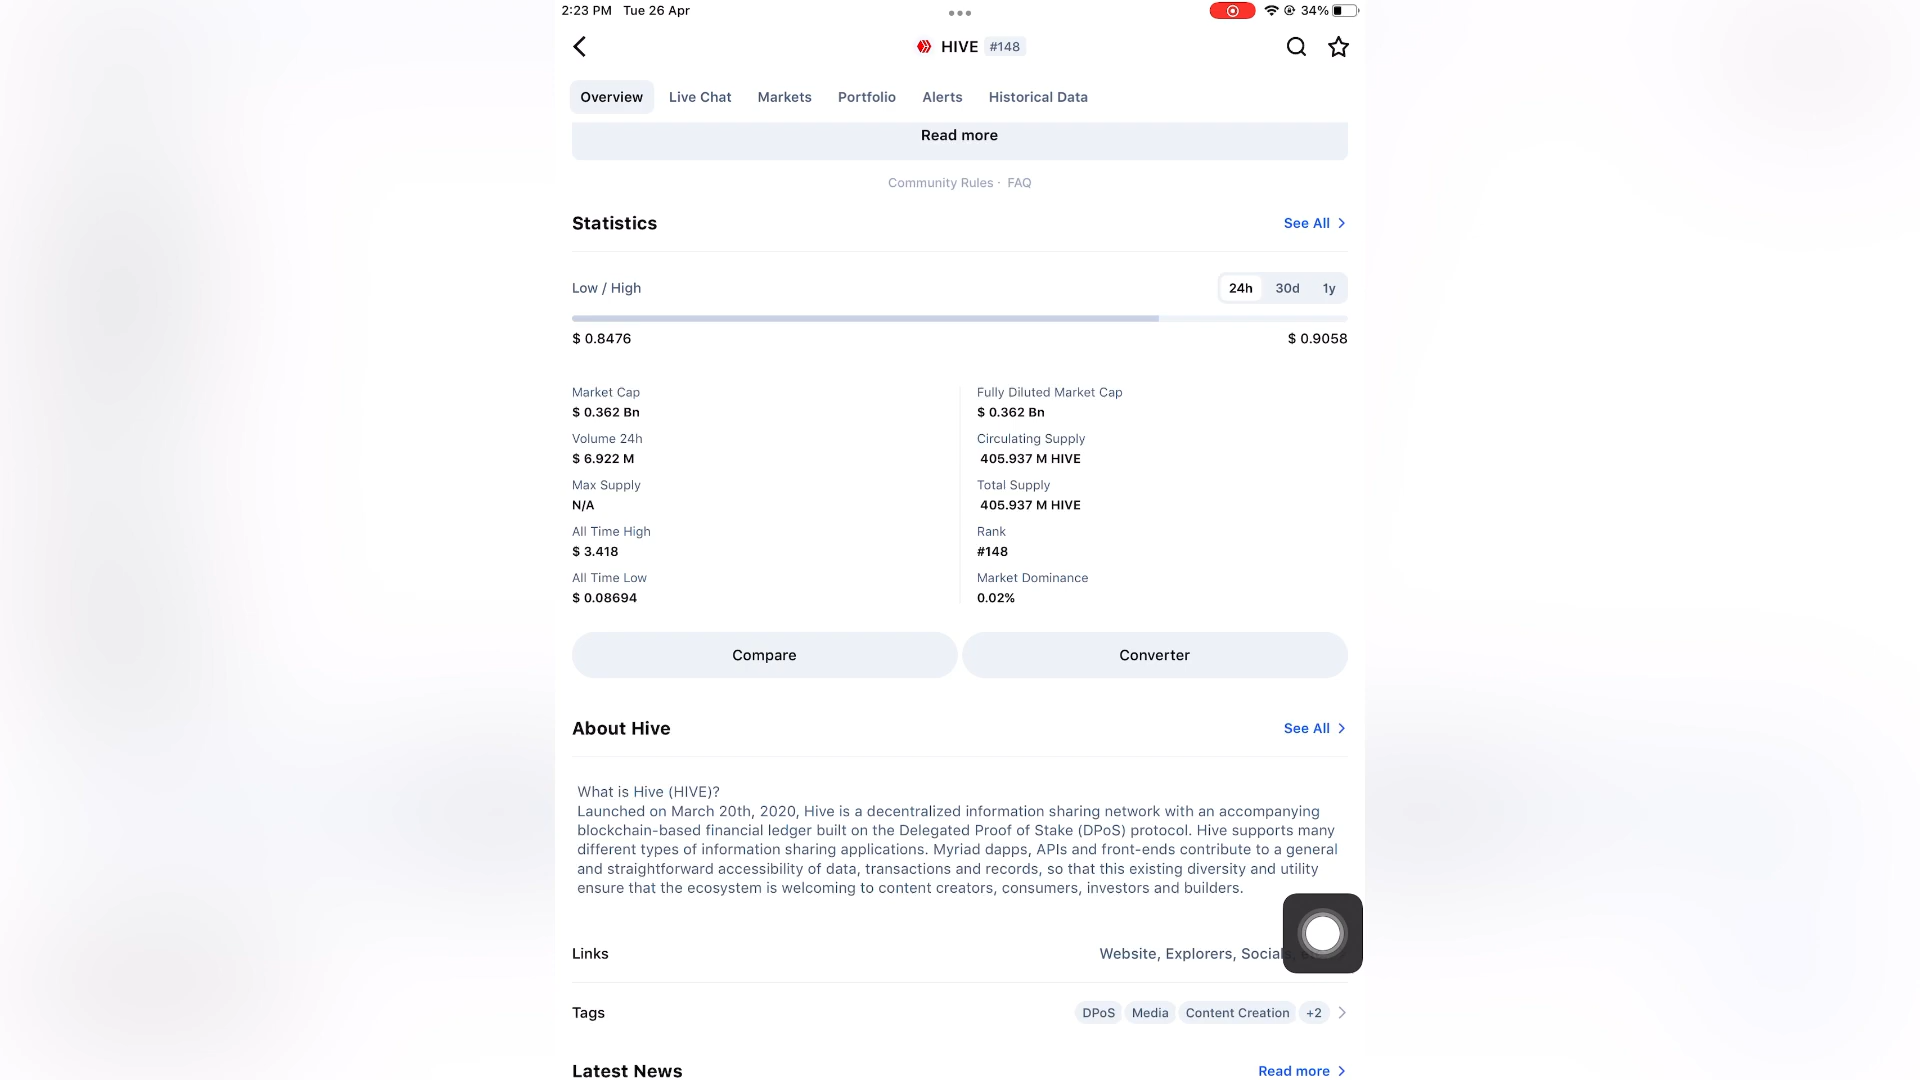 2:23 PM Tue 26 Apr
34%
HIVE #148
Overview Live Chat Markets Portfolio Alerts Historical Data
Read more
Community Rules · FAQ
Statistics See All
Low / High 24h 30d 1y
$ 0.8476 $ 0.9058
Market Cap Fully Diluted Market Cap
$ 0.362 Bn $ 0.362 Bn
Volume 24h Circulating Supply
$ 6.922 M 405.937 M HIVE
Max Supply Total Supply
N/A 405.937 M HIVE
All Time High Rank
$ 3.418 #148
All Time Low Market Dominance
$ 0.08694 0.02%
Compare Converter
About Hive See All
What is Hive (HIVE)?
Launched on March 20th, 2020, Hive is a decentralized information sharing network with an accompanying
blockchain-based financial ledger built on the Delegated Proof of Stake (DPoS) protocol. Hive supports many
different types of information sharing applications. Myriad dapps, APIs and front-ends contribute to a general
and straightforward accessibility of data, transactions and records, so that this existing diversity and utility
ensure that the ecosystem is welcoming to content creators, consumers, investors and builders.
Links Website, Explorers, Socials
Tags DPoS Media Content Creation +2
Latest News Read more